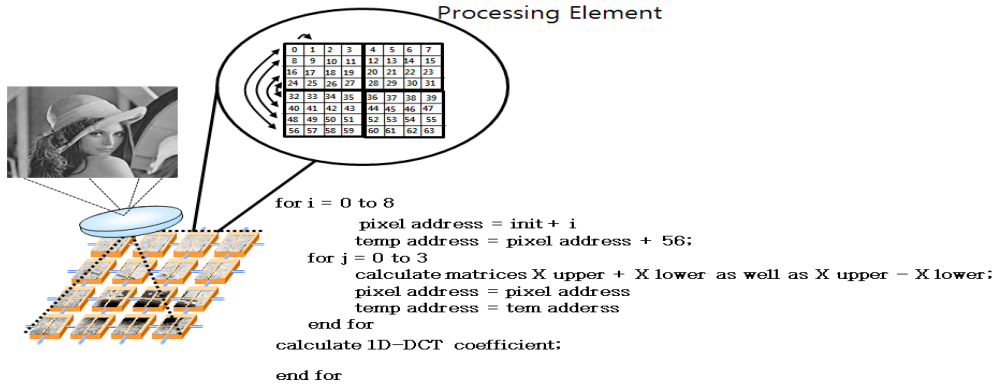 Processing Element
0 1 2 3 4 5 6 7
8 9 10 11 12 13 14 15
16 17 18 19 20 21 22 23
24 25 26 27 28 29 30 31
32 33 34 35 36 37 38 39
40 41 42 43 44 45 46 47
48 49 50 51 52 53 54 55
56 57 58 59 60 61 62 63
for i = 0 to 8
pixel address = init + i
temp address = pixel address + 56;
for j = 0 to 3
calculate matrices X upper + X lower as well as X upper - X lower;
pixel address = pixel address
temp address = tem adderss
end for
calculate 1D-DCT coefficient;
end for